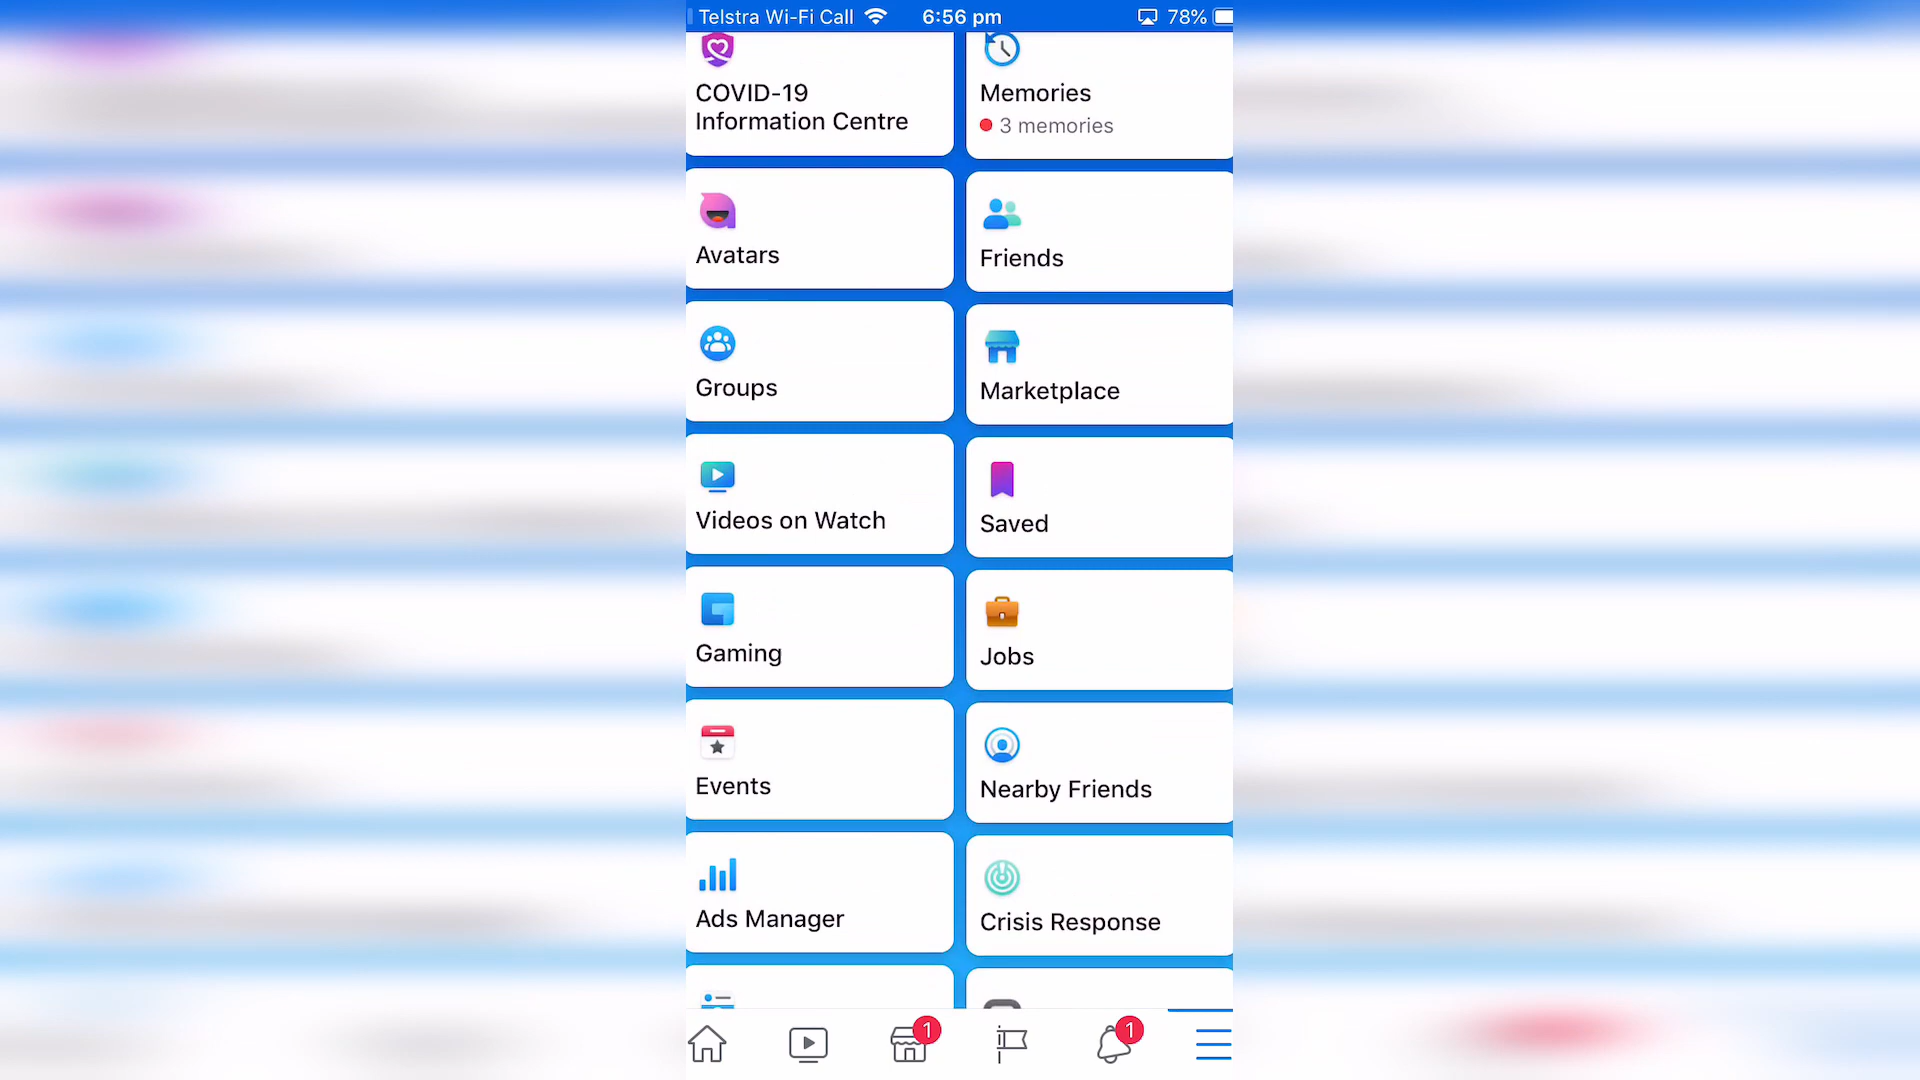 Telstra Wi-Fi Call 6:56 pm 78%
COVID-19
Information Centre
Memories
3 memories
Avatars
Friends
Groups
Marketplace
Videos on Watch
Saved
Gaming
Jobs
Events
Nearby Friends
Ads Manager
Crisis Response
1
1